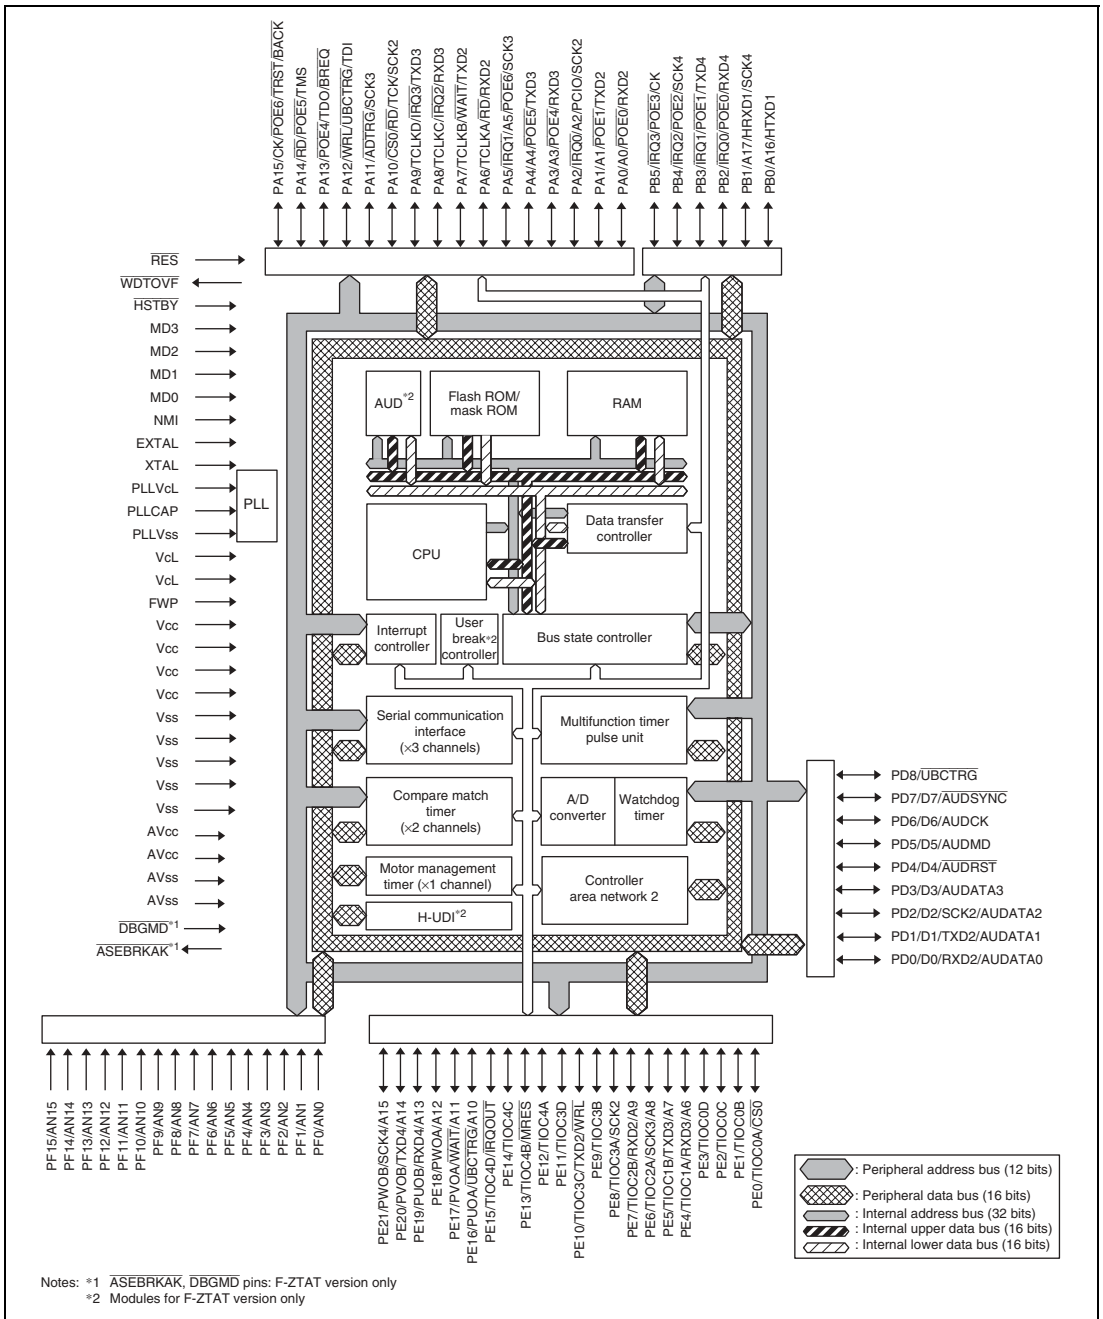 PA15/CK/POE6/TRST/BACK
PA14/RD/POE5/TMS
PA13/POE4/TDO/BREQ
PA12/WRL/UBCTRG/TDI
PA11/ADTRG/SCK3
PA10/CS0/RD/TCK/SCK2
PA9/TCLKD/IRQ3/TXD3
PA8/TCLKC/IRQ2/RXD3
PA7/TCLKB/WAIT/TXD2
PA6/TCLKA/RD/RXD2
PA5/IRQ1/A5/POE6/SCK3
PA4/A4/POE5/TXD3
PA3/A3/POE4/RXD3
PA2/IRQ0/A2/PCIO/SCK2
PA1/A1/POE1/TXD2
PA0/A0/POE0/RXD2
PB5/IRQ3/POE3/CK
PB4/IRQ2/POE2/SCK4
PB3/IRQ1/POE1/TXD4
PB2/IRQ0/POE0/RXD4
PB1/A17/HRXD1/SCK4
PB0/A16/HTXD1
RES
WDTOVF
HSTBY
MD3
MD2
MD1
MD0
NMI
EXTAL
XTAL
PLLVCL
PLLCAP
PLLVss
VCL
VCL
FWP
Vcc
Vcc
Vcc
Vcc
Vss
Vss
Vss
Vss
Vss
AVcc
AVcc
AVss
AVss
DBGMD*1
ASEBRKAK*1
PLL
AUD*2
Flash ROM/
mask ROM
RAM
CPU
Data transfer
controller
Interrupt
controller
User
break*2
controller
Bus state controller
Serial communication
interface
(×3 channels)
Multifunction timer
pulse unit
Compare match
timer
(×2 channels)
A/D
converter
Watchdog
timer
Motor management
timer (×1 channel)
Controller
area network 2
H-UDI*2
PD8/UBCTRG
PD7/D7/AUDSYNC
PD6/D6/AUDCK
PD5/D5/AUDMD
PD4/D4/AUDRST
PD3/D3/AUDATA3
PD2/D2/SCK2/AUDATA2
PD1/D1/TXD2/AUDATA1
PD0/D0/RXD2/AUDATA0
PF15/AN15
PF14/AN14
PF13/AN13
PF12/AN12
PF11/AN11
PF10/AN10
PF9/AN9
PF8/AN8
PF7/AN7
PF6/AN6
PF5/AN5
PF4/AN4
PF3/AN3
PF2/AN2
PF1/AN1
PF0/AN0
PE21/PWOB/SCK4/A15
PE20/PVOB/TXD4/A14
PE19/PUOB/RXD4/A13
PE18/PWOA/A12
PE17/PVOA/WAIT/A11
PE16/PUOA/UBCTRG/A10
PE15/TIOC4D/IRQOUT
PE14/TIOC4C
PE13/TIOC4B/MRES
PE12/TIOC4A
PE11/TIOC3D
PE10/TIOC3C/TXD2/WRL
PE9/TIOC3B
PE8/TIOC3A/SCK2
PE7/TIOC2B/RXD2/A9
PE6/TIOC2A/SCK3/A8
PE5/TIOC1B/TXD3/A7
PE4/TIOC1A/RXD3/A6
PE3/TIOC0D
PE2/TIOC0C
PE1/TIOC0B
PE0/TIOC0A/CS0
: Peripheral address bus (12 bits)
: Peripheral data bus (16 bits)
: Internal address bus (32 bits)
: Internal upper data bus (16 bits)
: Internal lower data bus (16 bits)
Notes: *1 ASEBRKAK, DBGMD pins: F-ZTAT version only
*2 Modules for F-ZTAT version only